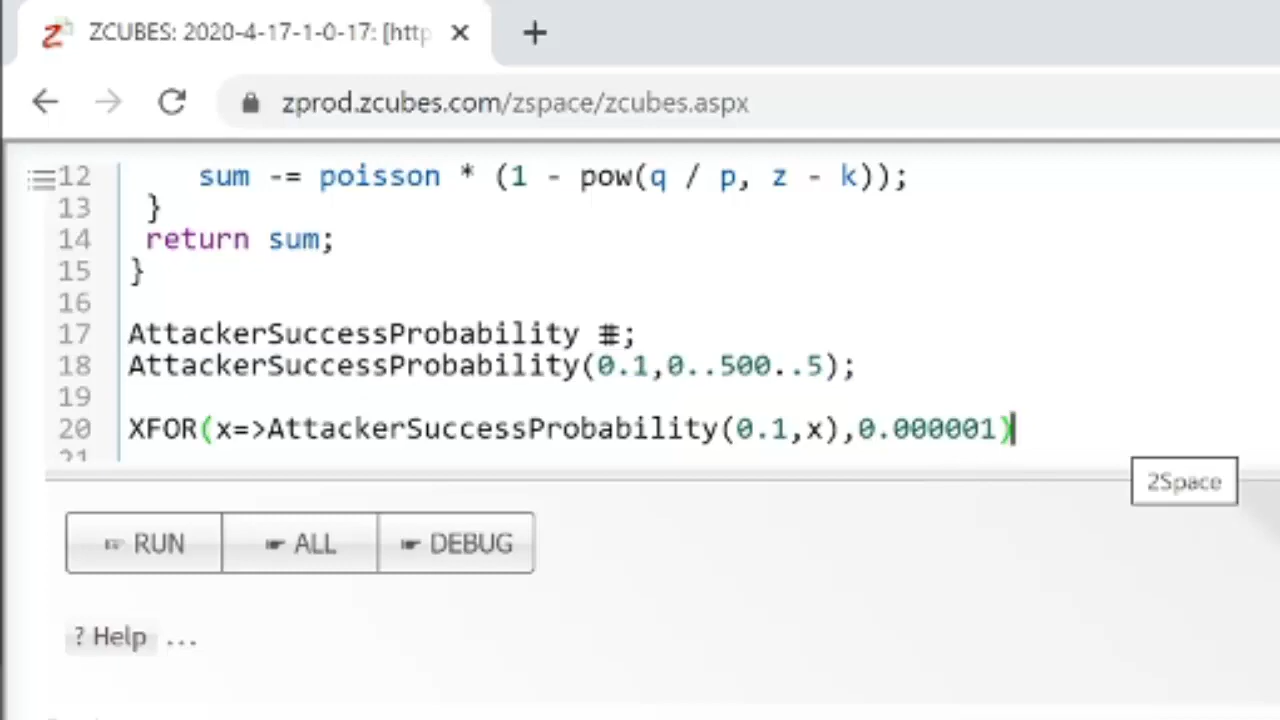 ZCUBES: 2020-4-17-1-0-17: [http
zprod.zcubes.com/zspace/zcubes.aspx
12 sum -= poisson * (1 - pow(q / p, z - k));
13 }
14 return sum;
15 }
16
17 AttackerSuccessProbability ⋕;
18 AttackerSuccessProbability(0.1,0..500..5);
19
20 XFOR(x=>AttackerSuccessProbability(0.1,x),0.000001)
21
2Space
RUN ALL DEBUG
? Help ...